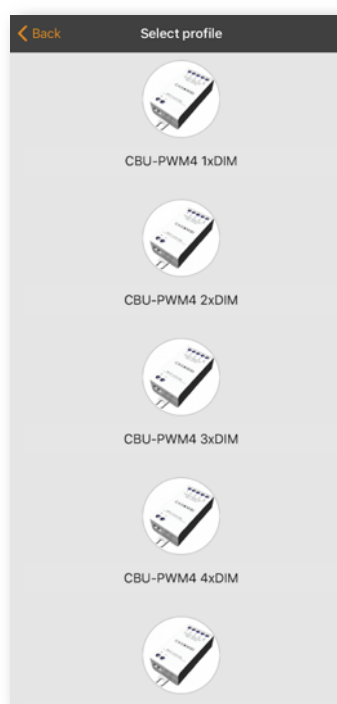 Back
Select profile
CBU-PWM4 1xDIM
CBU-PWM4 2xDIM
CBU-PWM4 3xDIM
CBU-PWM4 4xDIM